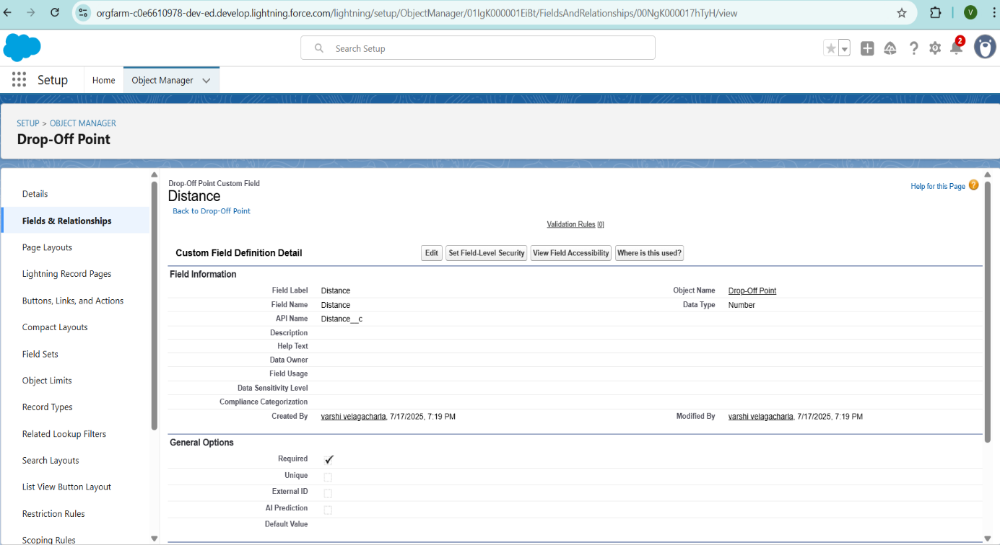 orgfarm-c0e6610978-dev-ed.develop.lightning.force.com/lightning/setup/ObjectManager/01IgK000001EiBt/FieldsAndRelationships/00NgK000017hTyH/view
V
Search Setup
2
Setup
Home
Object Manager
SETUP > OBJECT MANAGER
Drop-Off Point
Details
Fields & Relationships
Page Layouts
Lightning Record Pages
Buttons, Links, and Actions
Compact Layouts
Field Sets
Object Limits
Record Types
Related Lookup Filters
Search Layouts
List View Button Layout
Restriction Rules
Scoping Rules
Drop-Off Point Custom Field
Distance
Back to Drop-Off Point
Help for this Page ?
Validation Rules [0]
Custom Field Definition Detail
Edit
Set Field-Level Security
View Field Accessibility
Where is this used?
Field Information
Field Label Distance Object Name Drop-Off Point
Field Name Distance Data Type Number
API Name Distance__c
Description
Help Text
Data Owner
Field Usage
Data Sensitivity Level
Compliance Categorization
Created By varshi velagacharla, 7/17/2025, 7:19 PM Modified By varshi velagacharla, 7/17/2025, 7:19 PM
General Options
Required
Unique
External ID
AI Prediction
Default Value